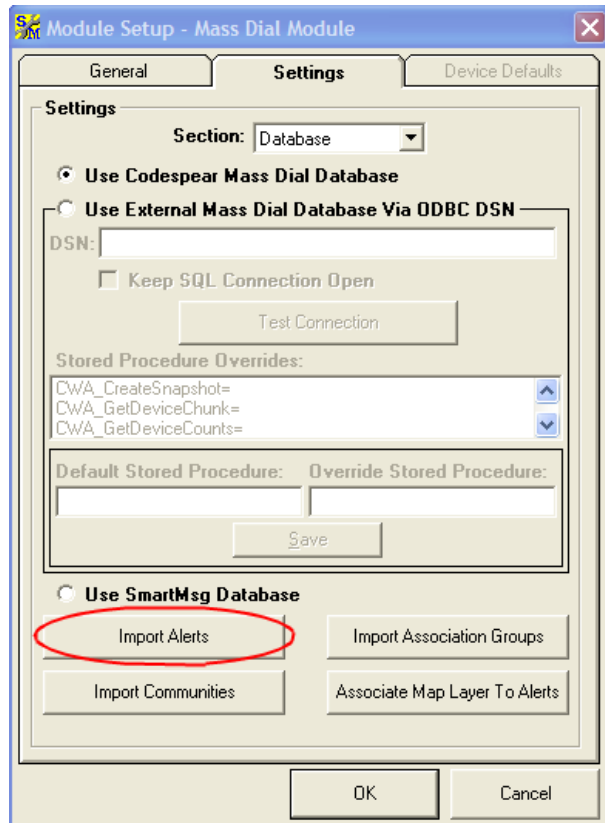 Module Setup - Mass Dial Module
General Settings Device Defaults
Settings
Section: Database
Use Codespear Mass Dial Database
Use External Mass Dial Database Via ODBC DSN
DSN:
Keep SQL Connection Open
Test Connection
Stored Procedure Overrides:
CWA_CreateSnapshot=
CWA_GetDeviceChunk=
CWA_GetDeviceCounts=
Default Stored Procedure: Override Stored Procedure:
Save
Use SmartMsg Database
Import Alerts Import Association Groups
Import Communities Associate Map Layer To Alerts
OK Cancel